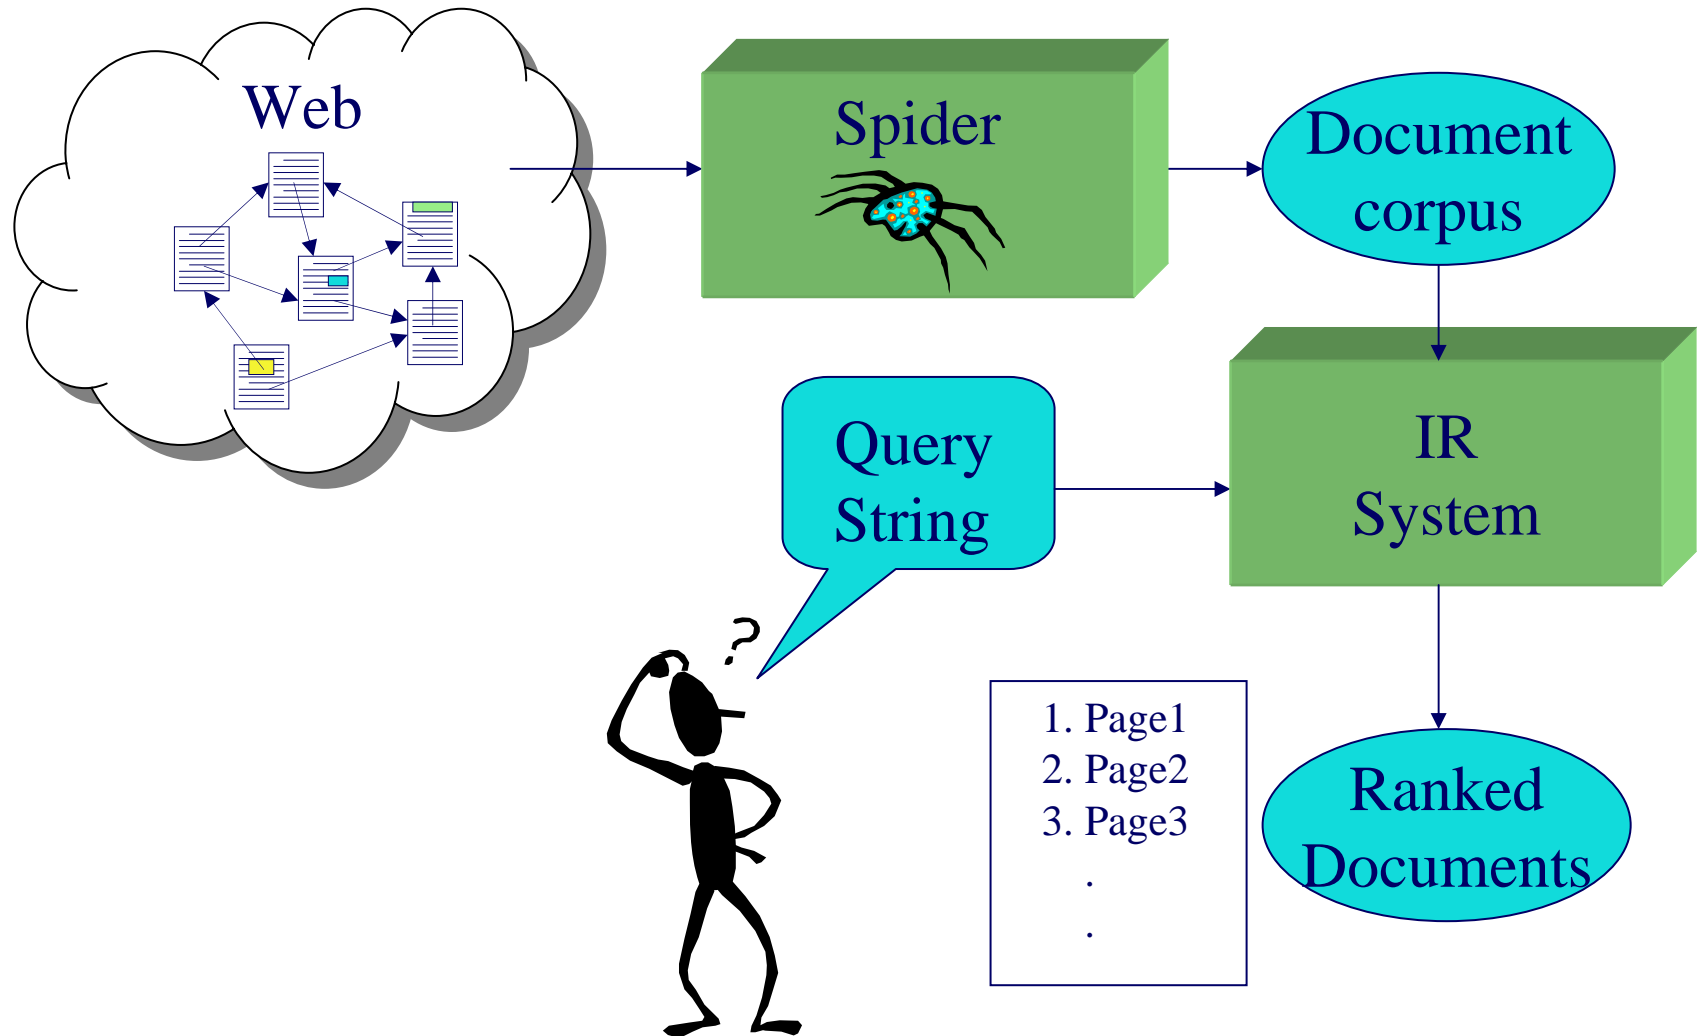 Web
Spider
Document
corpus
Query
String
IR
System
?
1. Page1
2. Page2
3. Page3
.
.
Ranked
Documents